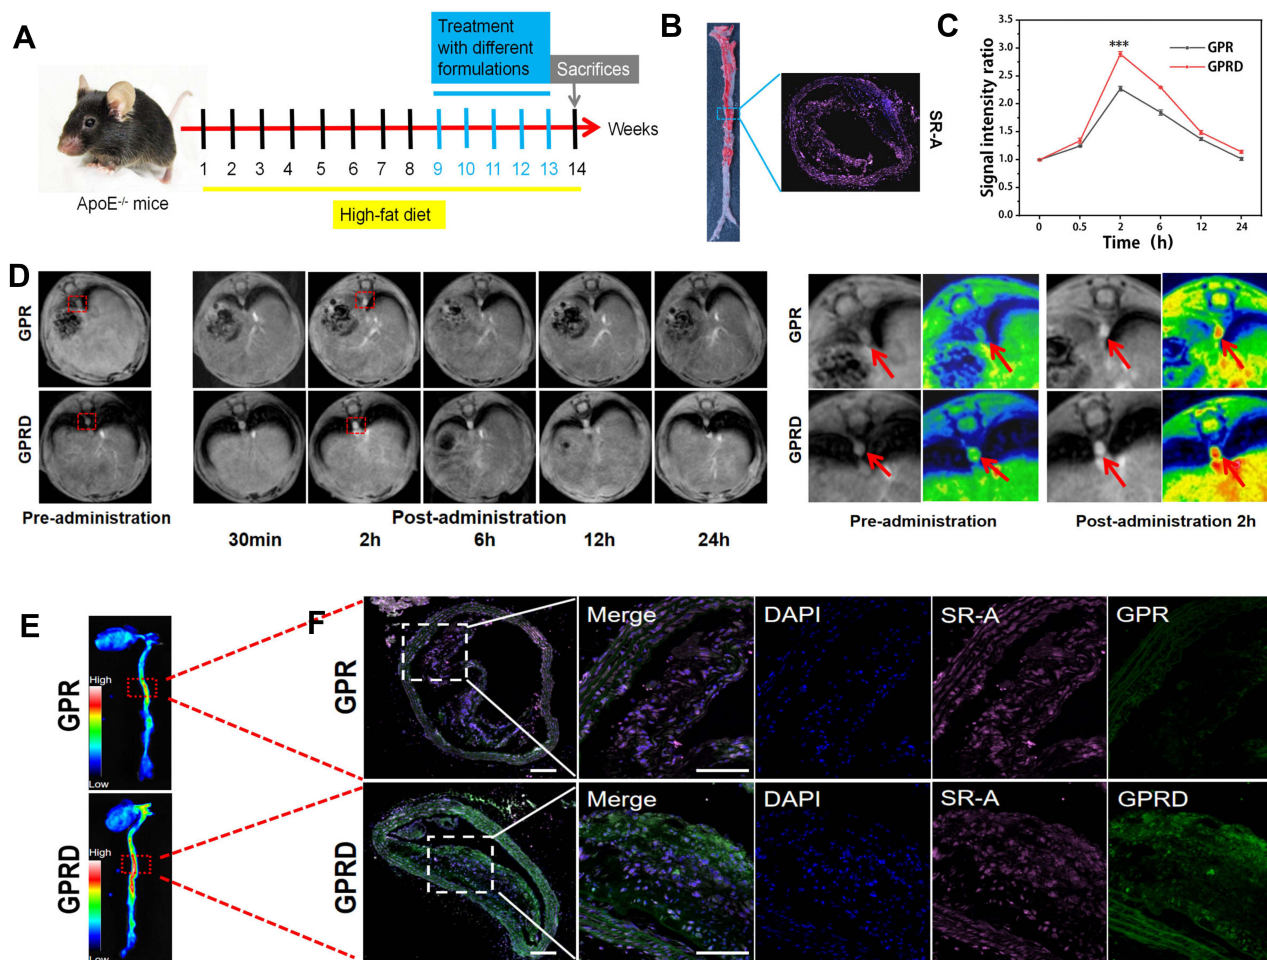 A
Treatment
with different
formulations
Sacrifices
Weeks
1 2 3 4 5 6 7 8 9 10 11 12 13 14
ApoE-/- mice
High-fat diet
B
SR-A
C
Signal intensity ratio
3.5
3.0
2.5
2.0
1.5
1.0
0.5
***
GPR
GPRD
0 0.5 2 6 12 24
Time (h)
D
GPR
GPRD
Pre-administration
Post-administration
30min 2h 6h 12h 24h
GPR
GPRD
Pre-administration
Post-administration 2h
E
GPR
High
Low
GPRD
High
Low
F
GPR
Merge
DAPI
SR-A
GPR
GPRD
Merge
DAPI
SR-A
GPRD